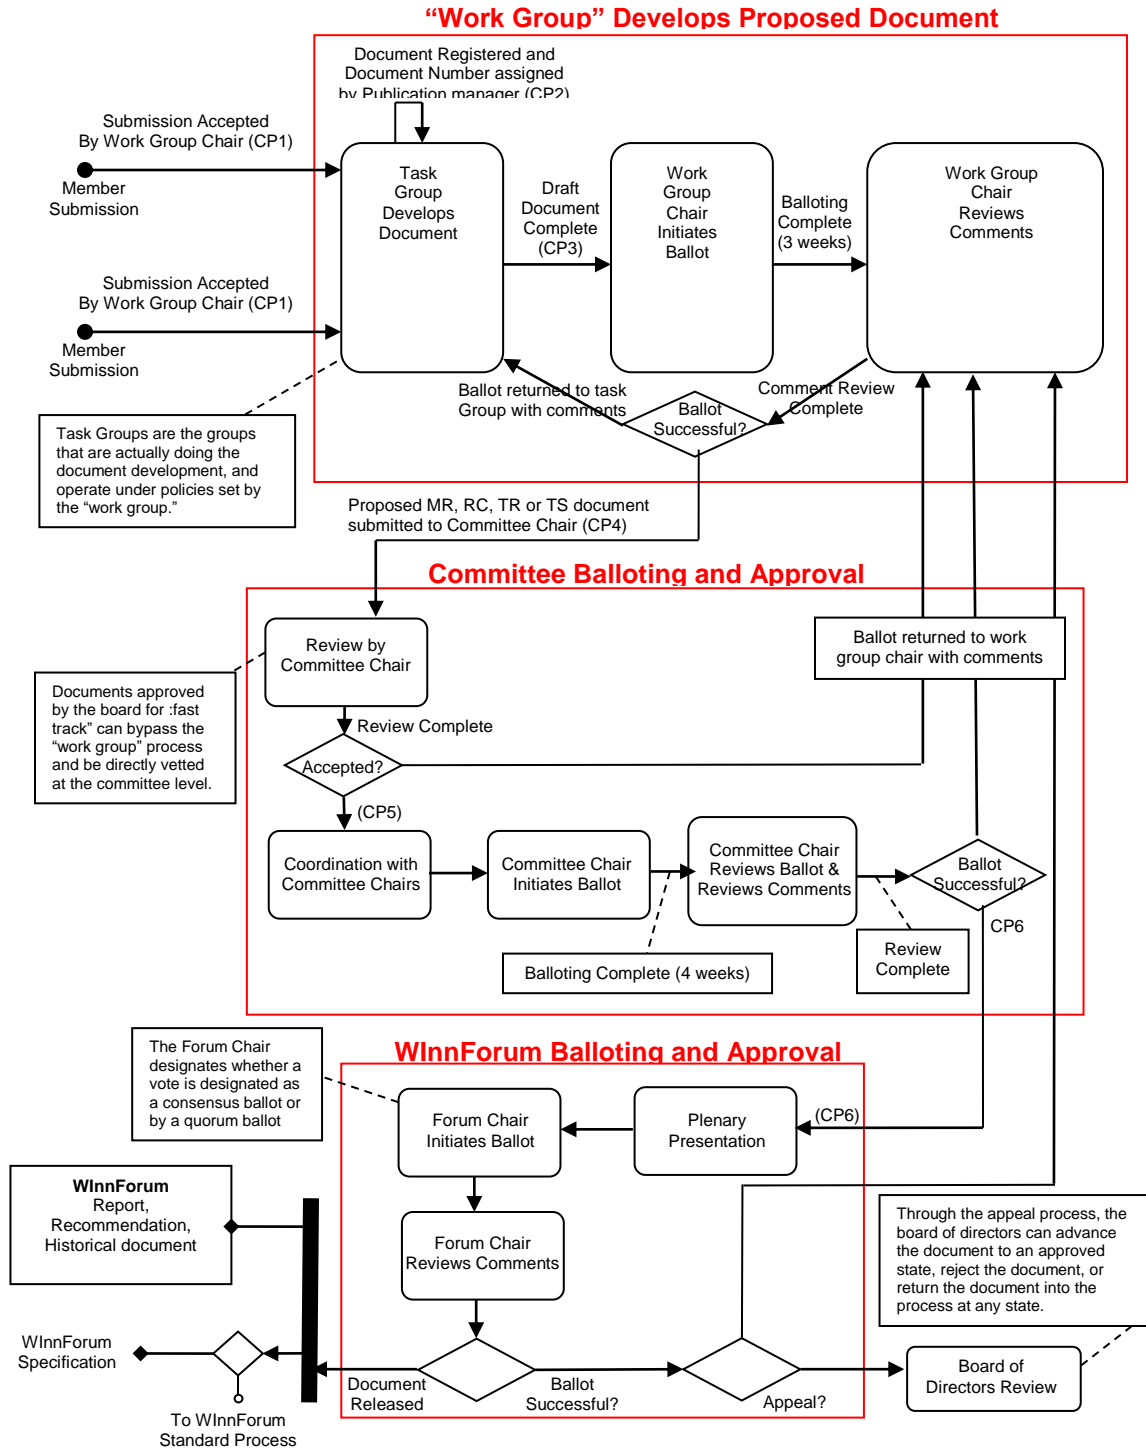 “Work Group” Develops Proposed Document
Document Registered and
Document Number assigned
by Publication manager (CP2)
Submission Accepted
By Work Group Chair (CP1)
Member
Submission
Task
Group
Develops
Document
Draft
Document
Complete
(CP3)
Work
Group
Chair
Initiates
Ballot
Balloting
Complete
(3 weeks)
Work Group
Chair
Reviews
Comments
Submission Accepted
By Work Group Chair (CP1)
Member
Submission
Ballot returned to task
Group with comments
Ballot
Successful?
Comment Review
Complete
Task Groups are the groups
that are actually doing the
document development, and
operate under policies set by
the “work group.”
Proposed MR, RC, TR or TS document
submitted to Committee Chair (CP4)
Committee Balloting and Approval
Review by
Committee Chair
Ballot returned to work
group chair with comments
Documents approved
by the board for :fast
track” can bypass the
“work group” process
and be directly vetted
at the committee level.
Review Complete
Accepted?
(CP5)
Coordination with
Committee Chairs
Committee Chair
Initiates Ballot
Committee Chair
Reviews Ballot &
Reviews Comments
Ballot
Successful?
CP6
Balloting Complete (4 weeks)
Review
Complete
WInnForum Balloting and Approval
The Forum Chair
designates whether a
vote is designated as
a consensus ballot or
by a quorum ballot
Forum Chair
Initiates Ballot
Plenary
Presentation
(CP6)
WInnForum
Report,
Recommendation,
Historical document
Forum Chair
Reviews Comments
Through the appeal process, the
board of directors can advance
the document to an approved
state, reject the document, or
return the document into the
process at any state.
WInnForum
Specification
Document
Released
Ballot
Successful?
Appeal?
Board of
Directors Review
To WInnForum
Standard Process